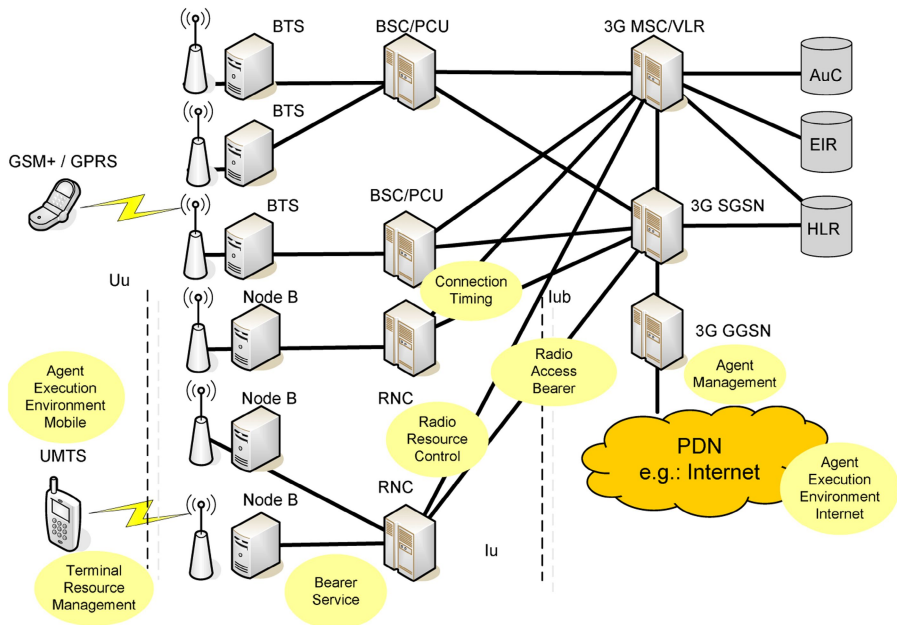 BTS
BSC/PCU
3G MSC/VLR
AuC
BTS
EIR
GSM+ / GPRS
BTS
BSC/PCU
3G SGSN
HLR
Uu
Connection
Timing
Iub
Node B
3G GGSN
Radio
Access
Bearer
Agent
Management
Agent
Execution
Environment
Mobile
Node B
RNC
Radio
Resource
Control
PDN
e.g.: Internet
Agent
Execution
Environment
Internet
UMTS
Node B
RNC
Iu
Terminal
Resource
Management
Bearer
Service